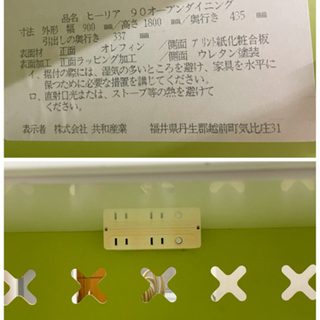 品名 ヒーリア 90オープンダイニング
寸法 外形 幅 900 ㎜/高さ 1800 ㎜/奥行き 435 ㎜
引出しの奥行き 337 ㎜
表面材 正面 オレフィン /側面 プリント紙化粧合板
表面加工 正面ラッピング加工 /側面 ウレタン塗装
イ、据付の際には、湿気の多いところを避け、家具を水平に
保つために必要な措置を講じてください。
ロ、直射日光または、ストーブ等の熱を避けて
ください。
表示者 株式会社 共和産業 福井県丹生郡越前町気比庄31